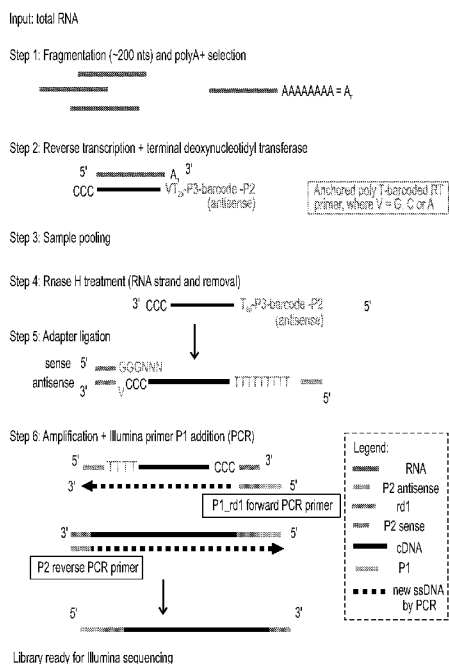 Input: total RNA
Step 1: Fragmentation (~200 nts) and polyA+ selection
AAAAAAAA = A
Step 2: Reverse transcription + terminal deoxynucleotidyl transferase
5' A 3'
CCC VT -P3-barcode -P2
(antisense)
Anchored poly T-barcoded RT
primer, where V = G, C or A
Step 3: Sample pooling
Step 4: Rnase H treatment (RNA strand and removal)
3' CCC T -P3-barcode -P2 5'
(antisense)
Step 5: Adapter ligation
sense 5' GGGNNN
antisense 3' V CCC TTTTTTTT
5'
Step 6: Amplification + Illumina primer P1 addition (PCR)
5' TTTT CCC 3'
3' 5'
P1_rd1 forward PCR primer
3' 5'
P2 reverse PCR primer
5' 3'
Library ready for Illumina sequencing
Legend:
RNA
P2 antisense
rd1
P2 sense
cDNA
P1
new ssDNA
by PCR